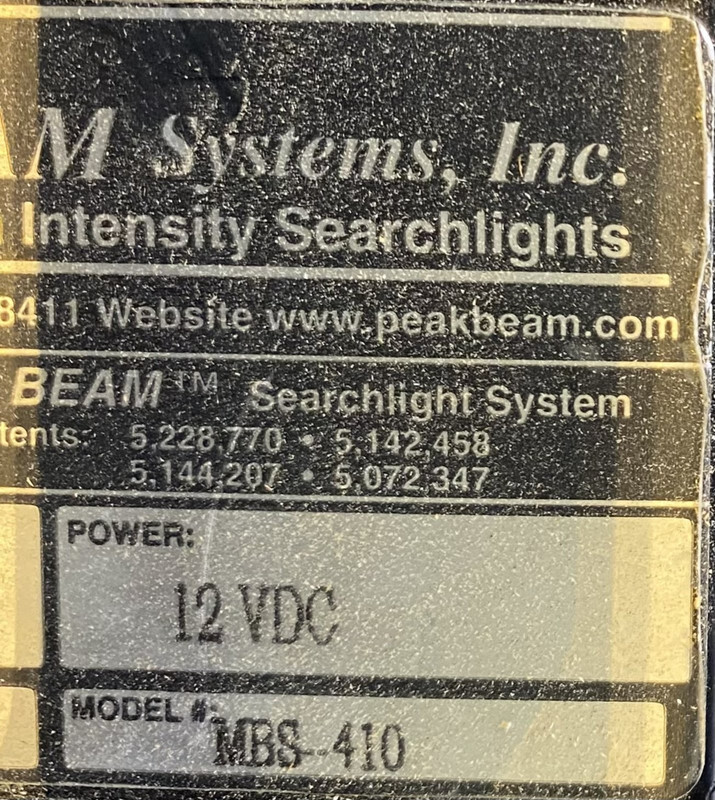 AM Systems, Inc.
Intensity Searchlights
8411 Website www.peakbeam.com
BEAM™ Searchlight System
tents: 5,228,770 • 5,142,458
5,144,207 • 5,072,347
POWER:
12 VDC
MODEL #:
MBS-410